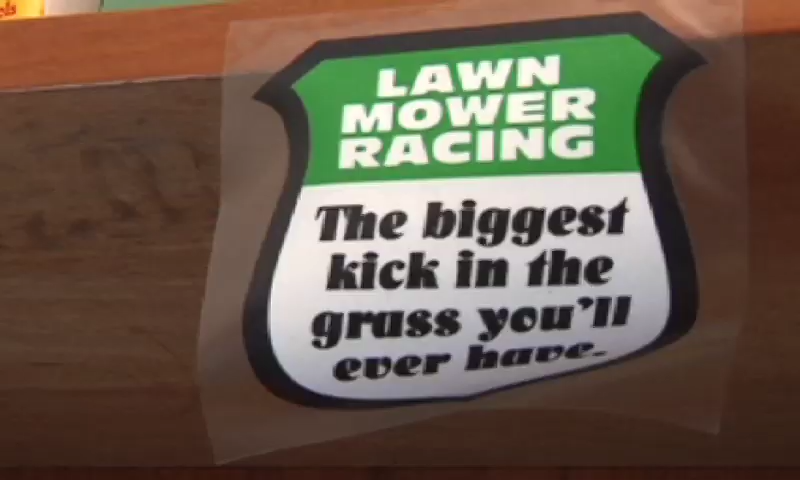 LAWN
MOWER
RACING
The biggest
kick in the
grass you'll
ever have.